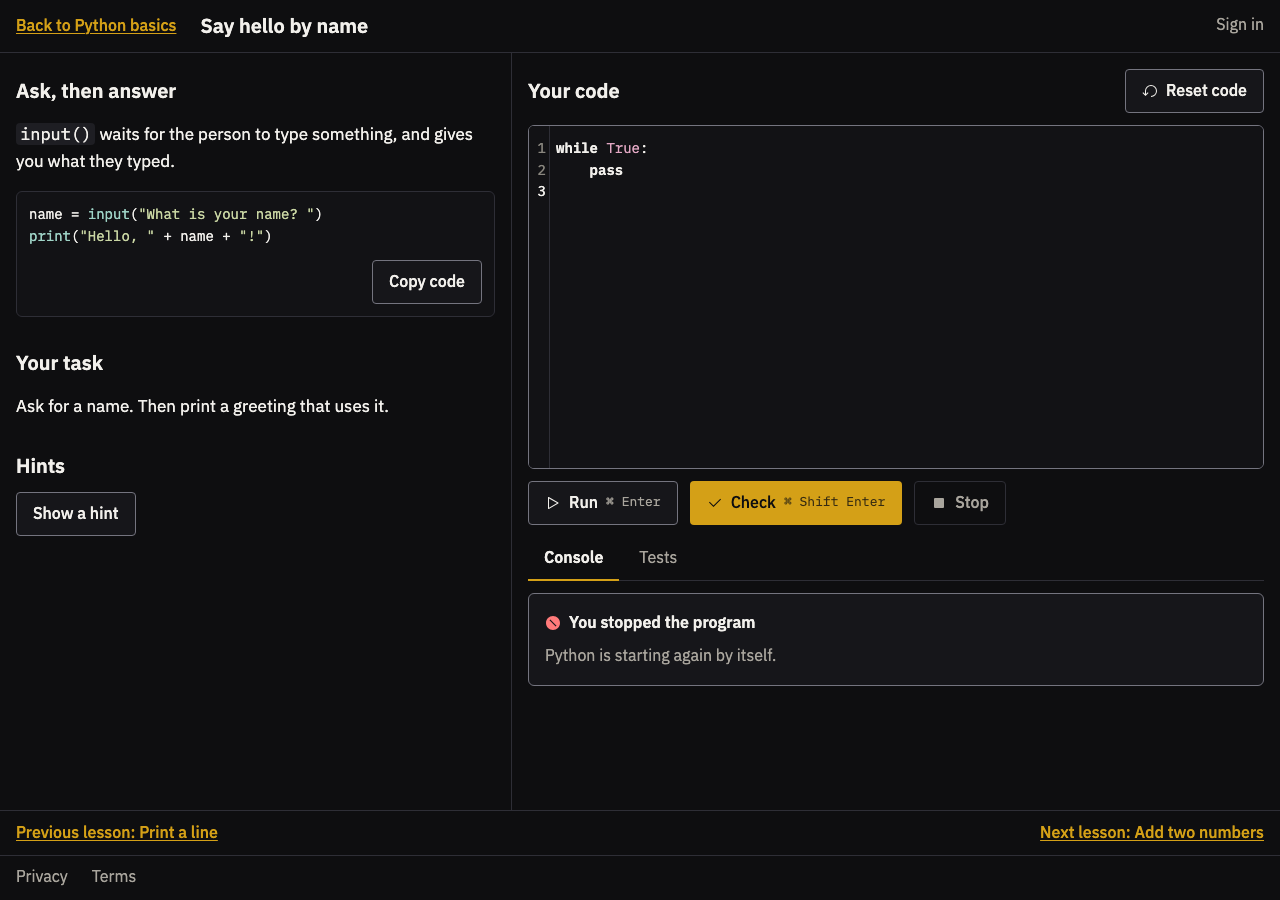 Back to Python basics
Say hello by name
Sign in
Ask, then answer
input() waits for the person to type something, and gives
you what they typed.
name = input("What is your name? ")
print("Hello, " + name + "!")
Copy code
Your task
Ask for a name. Then print a greeting that uses it.
Hints
Show a hint
Your code
Reset code
1 while True:
2     pass
3
Run ⌘ Enter
Check ⌘ Shift Enter
Stop
Console
Tests
You stopped the program
Python is starting again by itself.
Previous lesson: Print a line
Next lesson: Add two numbers
Privacy
Terms